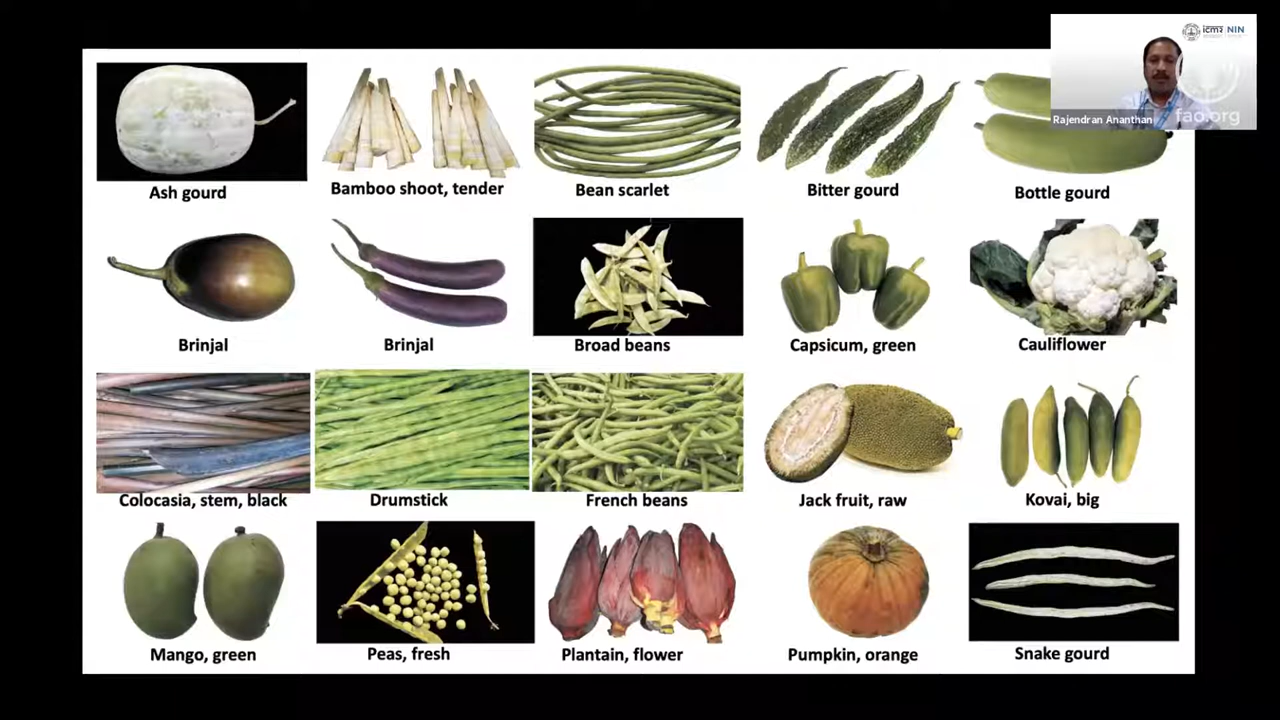 icmr NIN
Rajendran Ananthan
fao.org
Ash gourd
Bamboo shoot, tender
Bean scarlet
Bitter gourd
Bottle gourd
Brinjal
Brinjal
Broad beans
Capsicum, green
Cauliflower
Colocasia, stem, black
Drumstick
French beans
Jack fruit, raw
Kovai, big
Mango, green
Peas, fresh
Plantain, flower
Pumpkin, orange
Snake gourd